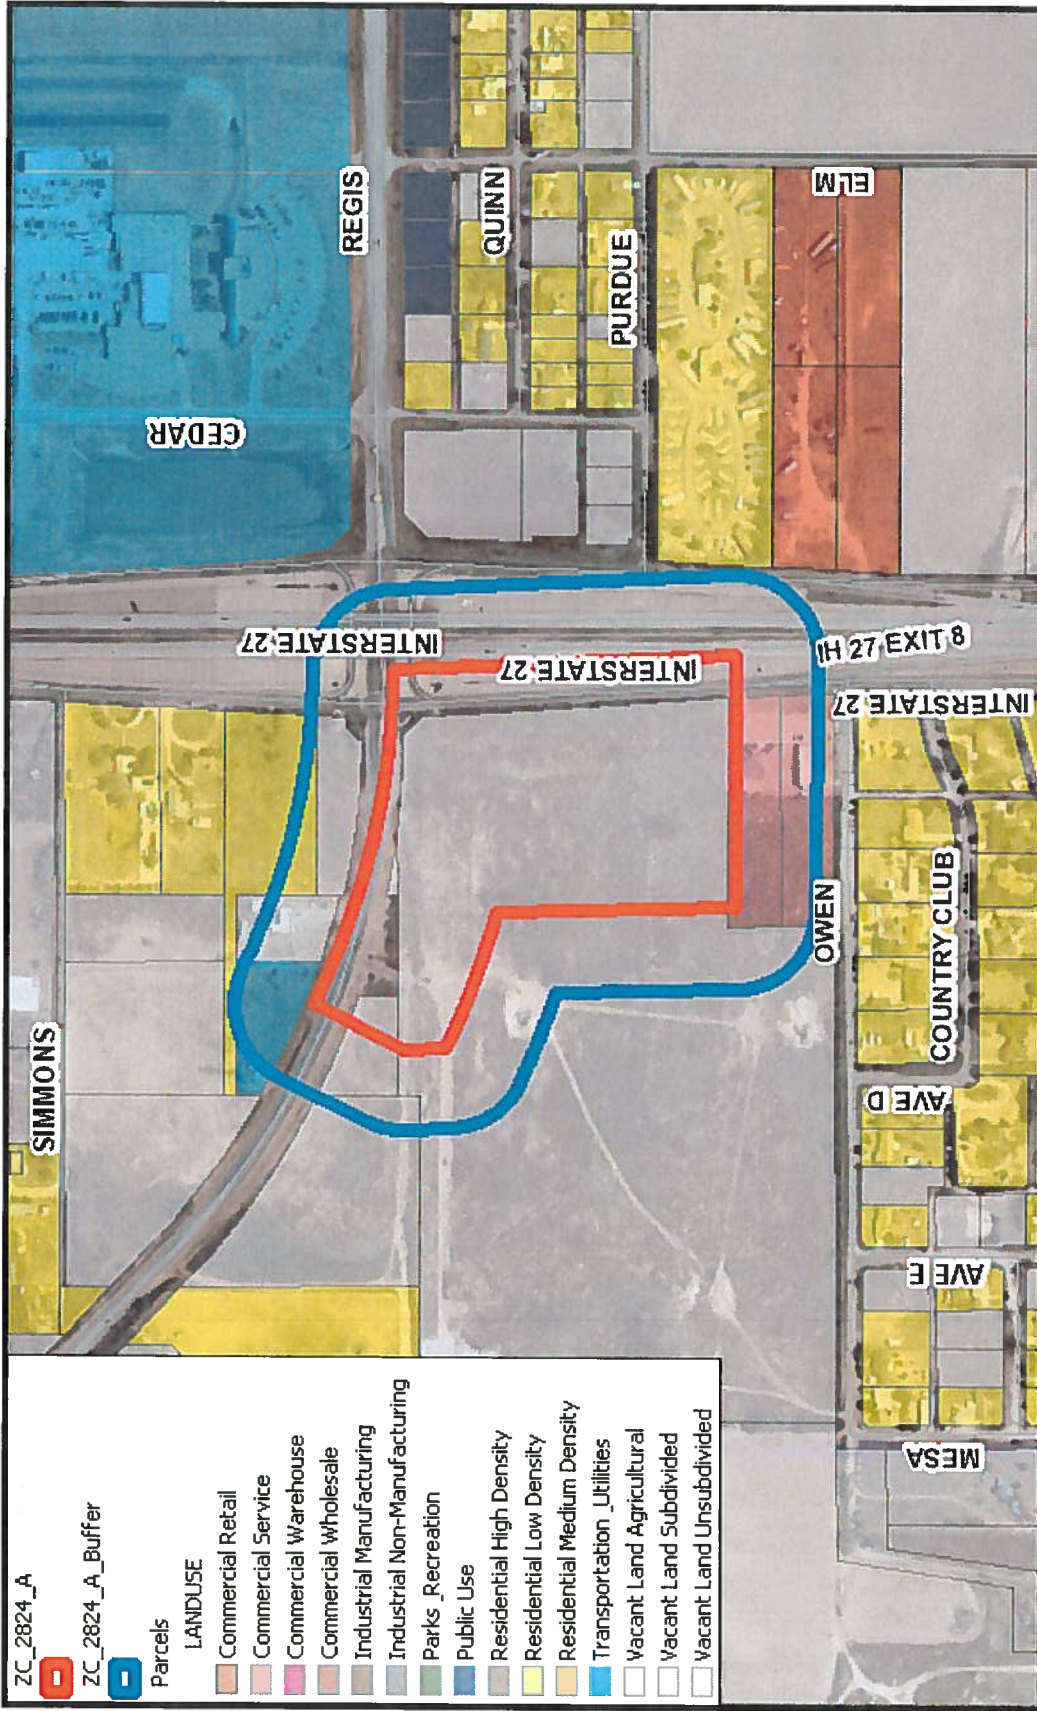 ZC_2824_A
ZC_2824_A_Buffer
Parcels
LANDUSE
Commercial Retail
Commercial Service
Commercial Warehouse
Commercial Wholesale
Industrial Manufacturing
Industrial Non-Manufacturing
Parks_Recreation
Public Use
Residential High Density
Residential Low Density
Residential Medium Density
Transportation_Utilities
Vacant Land Agricultural
Vacant Land Subdivided
Vacant Land Unsubdivided
SIMMONS
CEDAR
REGIS
QUINN
PURDUE
ELM
INTERSTATE 27
INTERSTATE 27
IH 27 EXIT 8
INTERSTATE 27
OWEN
COUNTRY CLUB
AVE D
AVE E
MESA